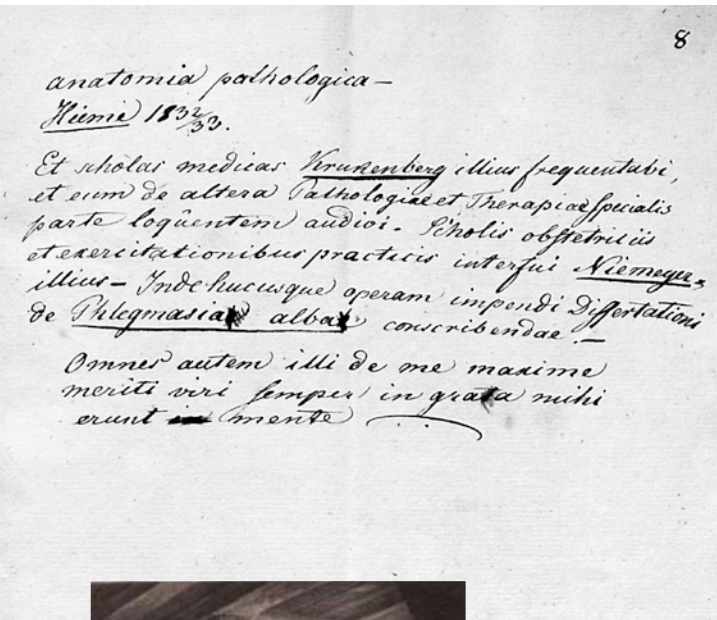 8
anatomia pathologica –
Hieme 1832/33.
Et scholas medicas Krukenberg illius frequentabi,
et eum de altera Pathologiae et Therapiae specialis
parte loqûentem audivi. Scholis obstetriciis
et exercitationibus practicis interfui Niemeyer
illius – Inde hucusque operam impendi Dissertationi
de Phlegmasia alba conscribendae. –
Omnes autem illi de me maxime
meriti viri semper in grata mihi
erunt mente